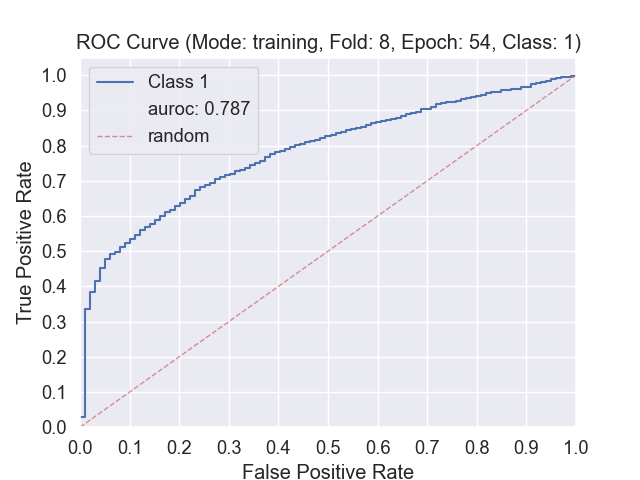 ROC Curve (Mode: training, Fold: 8, Epoch: 54, Class: 1)
Class 1
auroc: 0.787
random
True Positive Rate
1.0
0.9
0.8
0.7
0.6
0.5
0.4
0.3
0.2
0.1
0.0
0.0 0.1 0.2 0.3 0.4 0.5 0.6 0.7 0.8 0.9 1.0
False Positive Rate